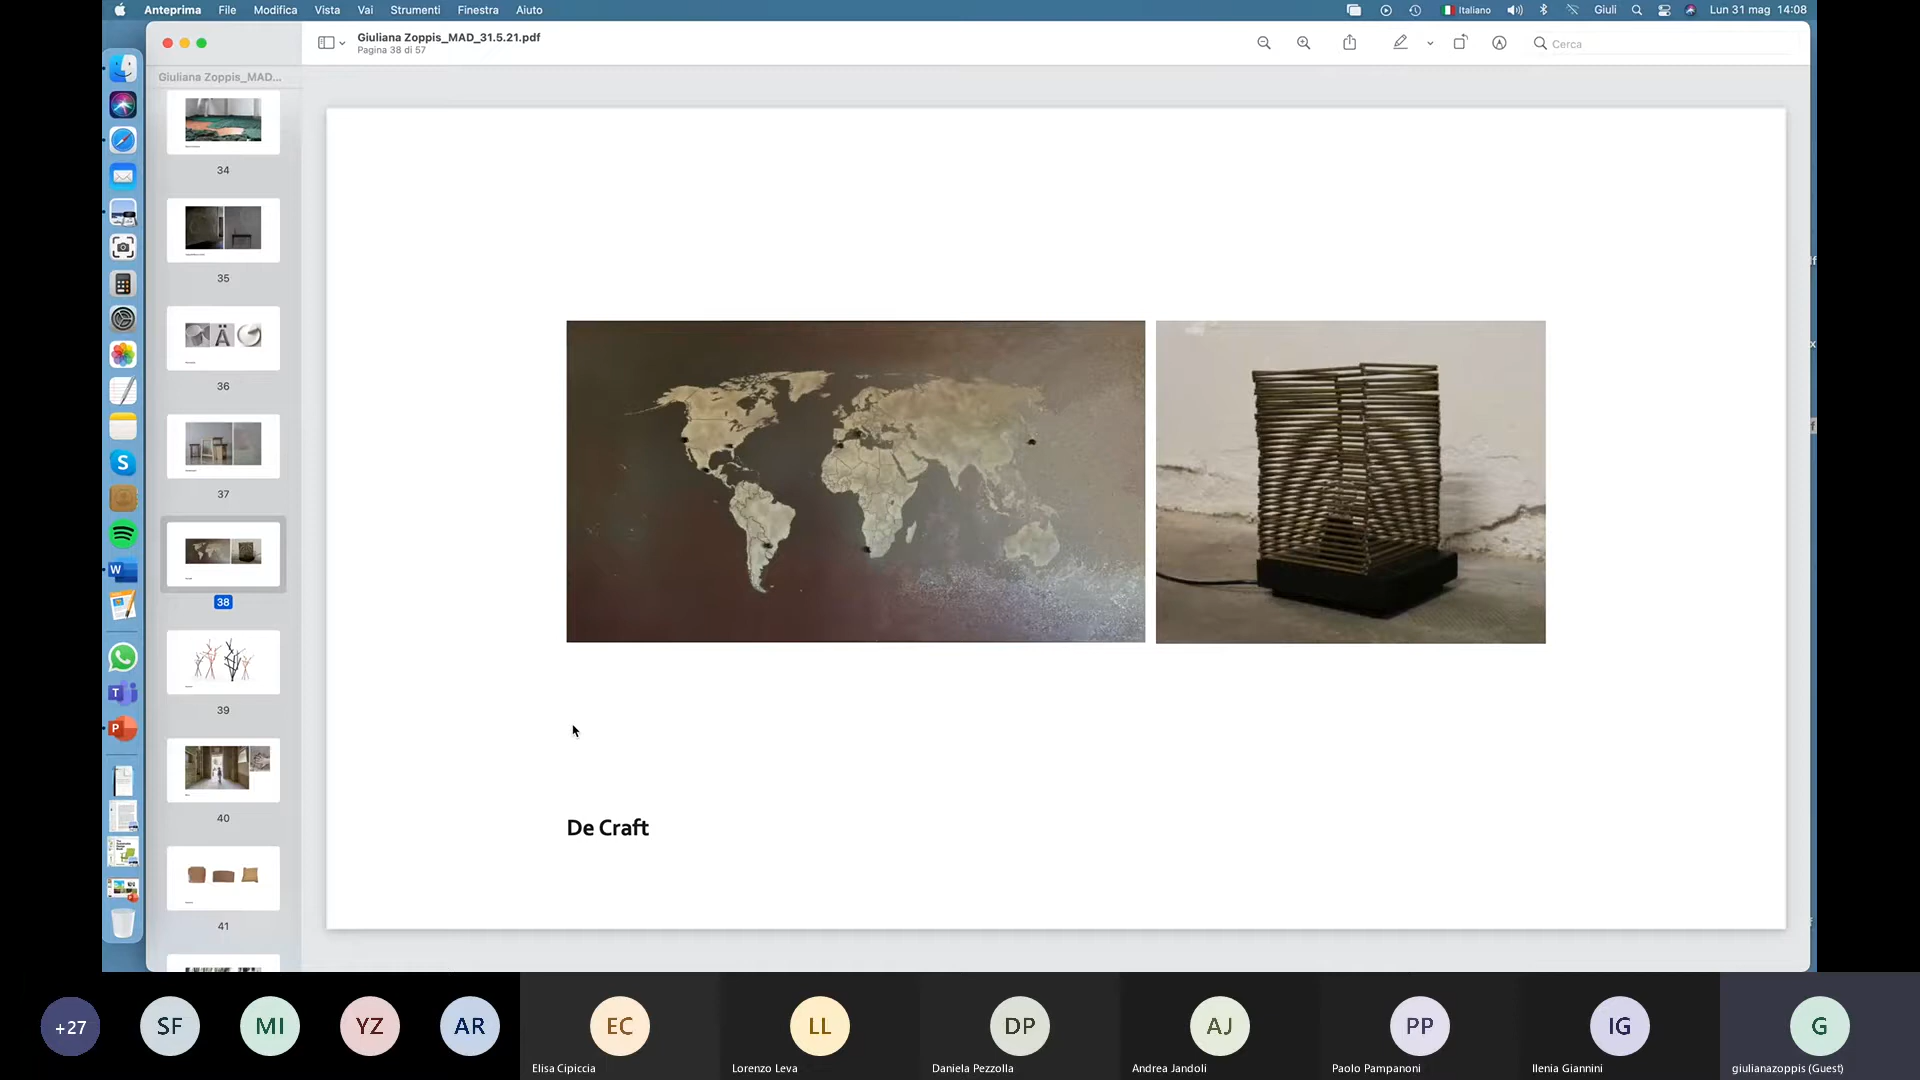 Anteprima File Modifica Vista Vai Strumenti Finestra Aiuto
Italiano Giuli Lun 31 mag 14:08
Giuliana Zoppis_MAD_31.5.21.pdf
Pagina 38 di 57
Cerca
Giuliana Zoppis_MAD...
34
35
Ä
36
37
38
39
40
41
De Craft
+27
SF
MI
YZ
AR
EC
LL
DP
AJ
PP
IG
G
Elisa Cipiccia
Lorenzo Leva
Daniela Pezzolla
Andrea Jandoli
Paolo Pampanoni
Ilenia Giannini
giulianazoppis (Guest)